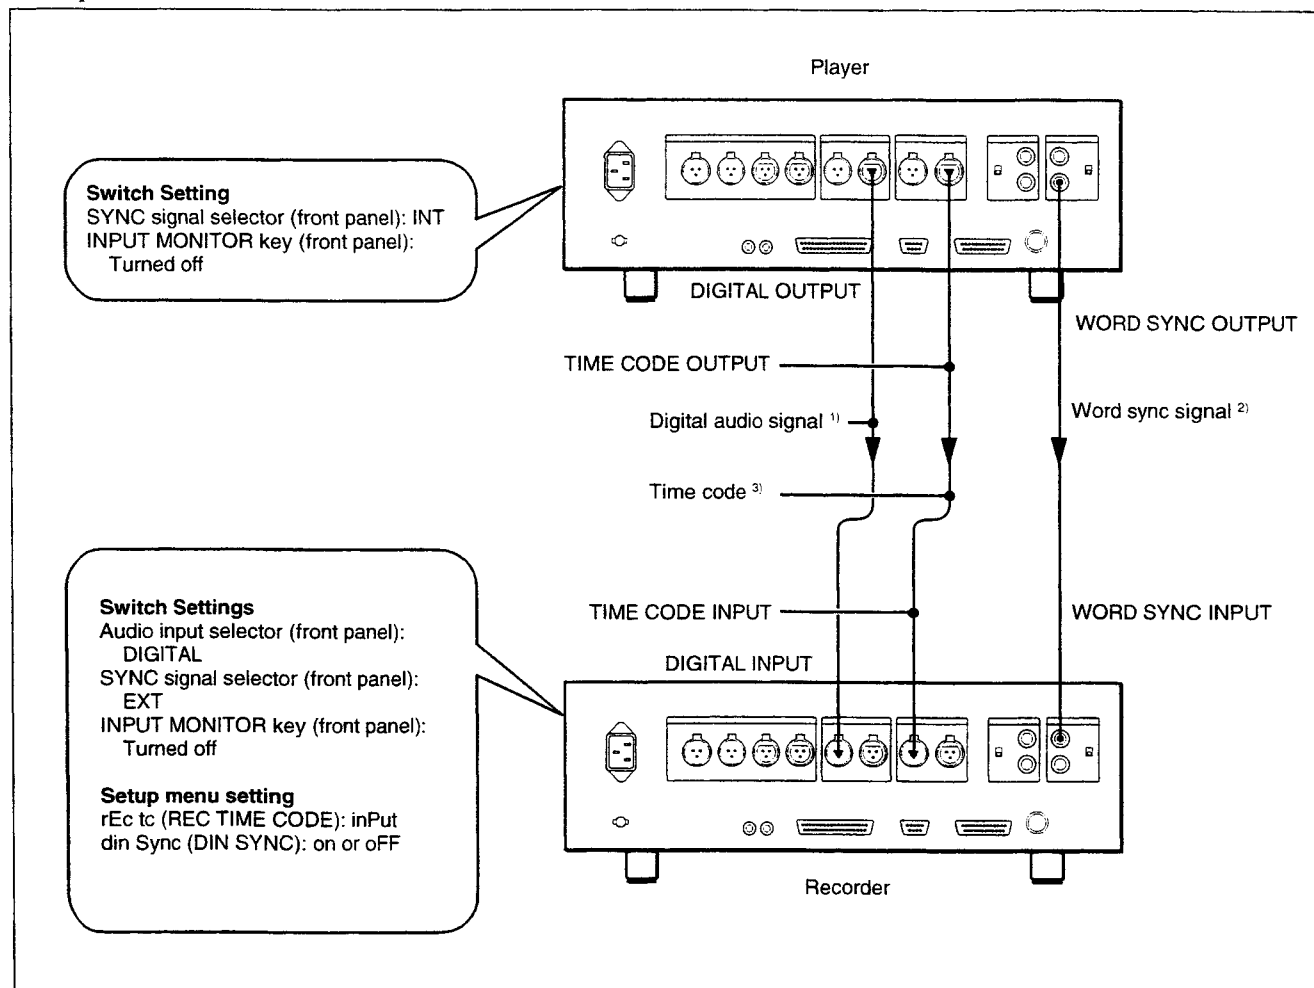 Player
Switch Setting
SYNC signal selector (front panel): INT
INPUT MONITOR key (front panel):
Turned off
DIGITAL OUTPUT
WORD SYNC OUTPUT
TIME CODE OUTPUT
Digital audio signal 1)
Word sync signal 2)
Time code 3)
Switch Settings
Audio input selector (front panel):
DIGITAL
SYNC signal selector (front panel):
EXT
INPUT MONITOR key (front panel):
Turned off
Setup menu setting
rEc tc (REC TIME CODE): inPut
din Sync (DIN SYNC): on or oFF
TIME CODE INPUT
WORD SYNC INPUT
DIGITAL INPUT
Recorder